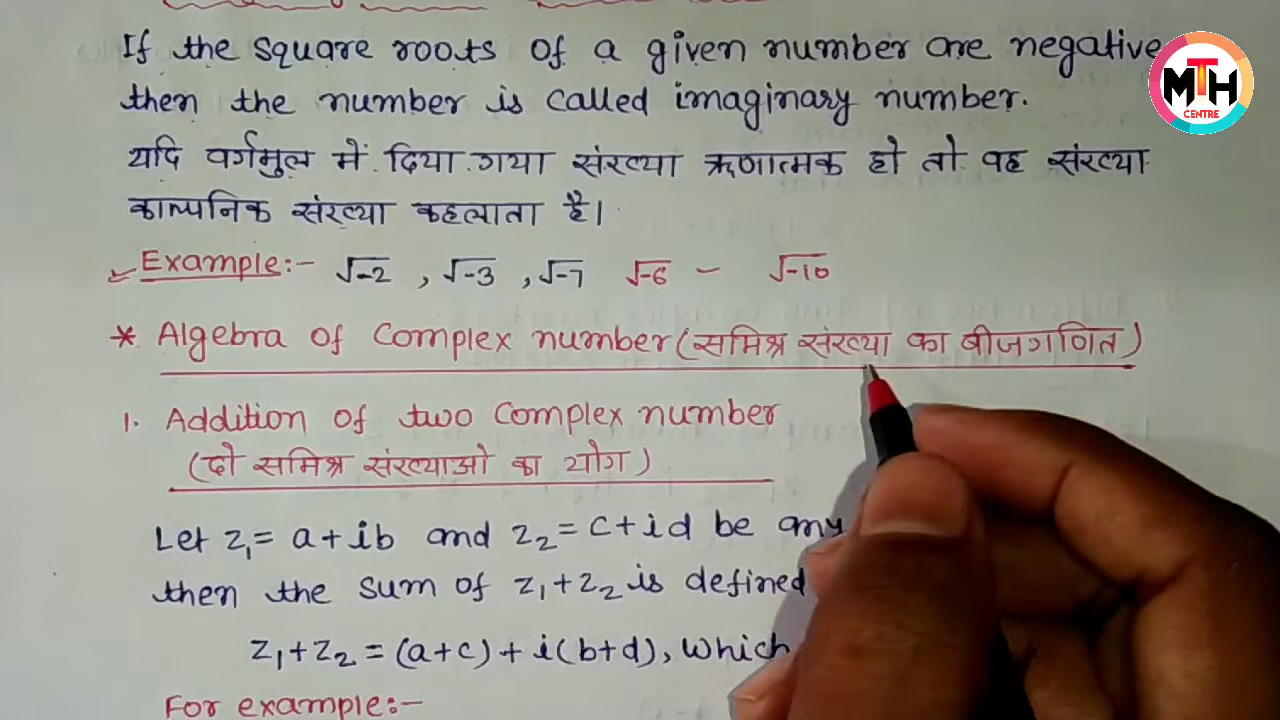 If the square roots of a given number are negative
then the number is called imaginary number.
यदि वर्गमुल में दिया गया संख्या ऋणात्मक हो तो वह संख्या
काल्पनिक संख्या कहलाता है।
Example:- √-2 , √-3 , √-7 √-6 - √-10
* Algebra of Complex number (समिश्र संख्या का बीजगणित)
1. Addition of two Complex number
(दो समिश्र संख्याओ का योग)
Let z₁ = a + ib and z₂ = c + id be any
then the sum of z₁ + z₂ is defined
z₁ + z₂ = (a+c) + i(b+d), which
For example:-
MTH
CENTRE